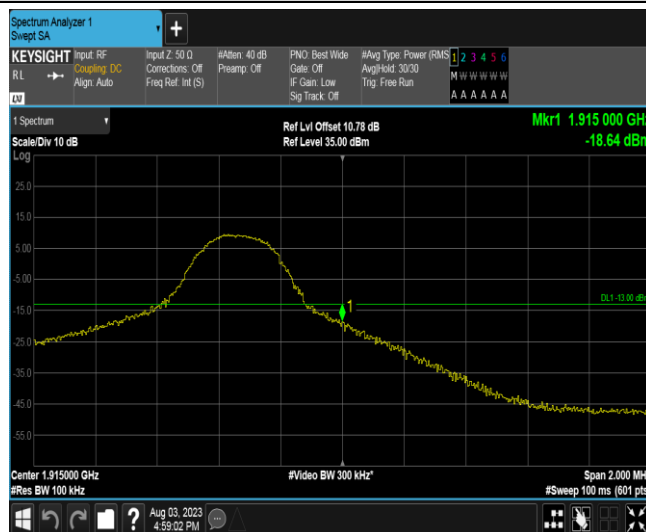 Spectrum Analyzer 1
Swept SA
KEYSIGHT
RL
LXI
Input: RF
Coupling: DC
Align: Auto
Input Z: 50 Ω
Corrections: Off
Freq Ref: Int (S)
#Atten: 40 dB
Preamp: Off
PNO: Best Wide
Gate: Off
IF Gain: Low
Sig Track: Off
#Avg Type: Power (RMS
Avg|Hold: 30/30
Trig: Free Run
1 2 3 4 5 6
M W W W W W
A A A A A A
1 Spectrum
Scale/Div 10 dB
Log
Ref Lvl Offset 10.78 dB
Ref Level 35.00 dBm
Mkr1 1.915 000 GHz
-18.64 dBm
25.0
15.0
5.00
-5.00
-15.0
-25.0
-35.0
-45.0
-55.0
DL1 -13.00 dBm
1
Center 1.915000 GHz
#Res BW 100 kHz
#Video BW 300 kHz*
Span 2.000 MH
#Sweep 100 ms (601 pts
?
Aug 03, 2023
4:59:02 PM